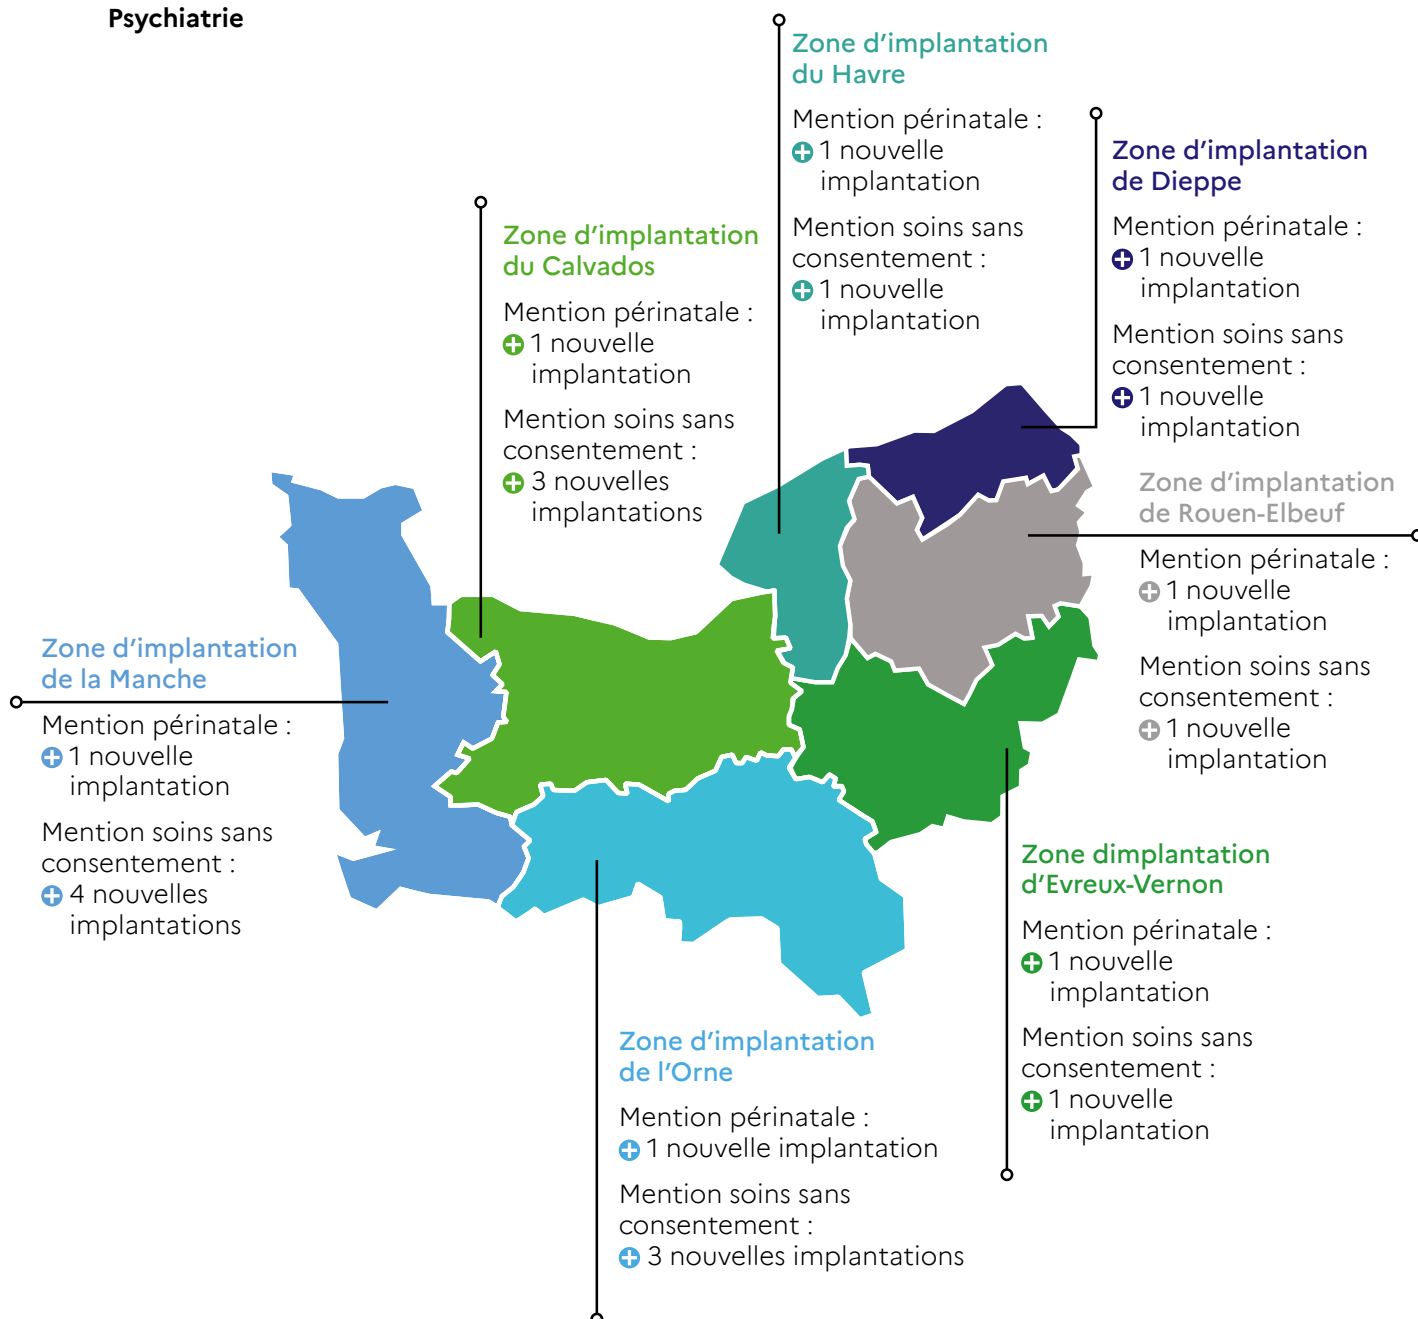 Psychiatrie
Zone d'implantation
du Havre
Mention périnatale :
1 nouvelle
implantation
Mention soins sans
consentement :
1 nouvelle
implantation
Zone d'implantation
de Dieppe
Mention périnatale :
1 nouvelle
implantation
Mention soins sans
consentement :
1 nouvelle
implantation
Zone d'implantation
du Calvados
Mention périnatale :
1 nouvelle
implantation
Mention soins sans
consentement :
3 nouvelles
implantations
Zone d'implantation
de Rouen-Elbeuf
Mention périnatale :
1 nouvelle
implantation
Mention soins sans
consentement :
1 nouvelle
implantation
Zone d'implantation
de la Manche
Mention périnatale :
1 nouvelle
implantation
Mention soins sans
consentement :
4 nouvelles
implantations
Zone dimplantation
d'Evreux-Vernon
Mention périnatale :
1 nouvelle
implantation
Mention soins sans
consentement :
1 nouvelle
implantation
Zone d'implantation
de l'Orne
Mention périnatale :
1 nouvelle implantation
Mention soins sans
consentement :
3 nouvelles implantations